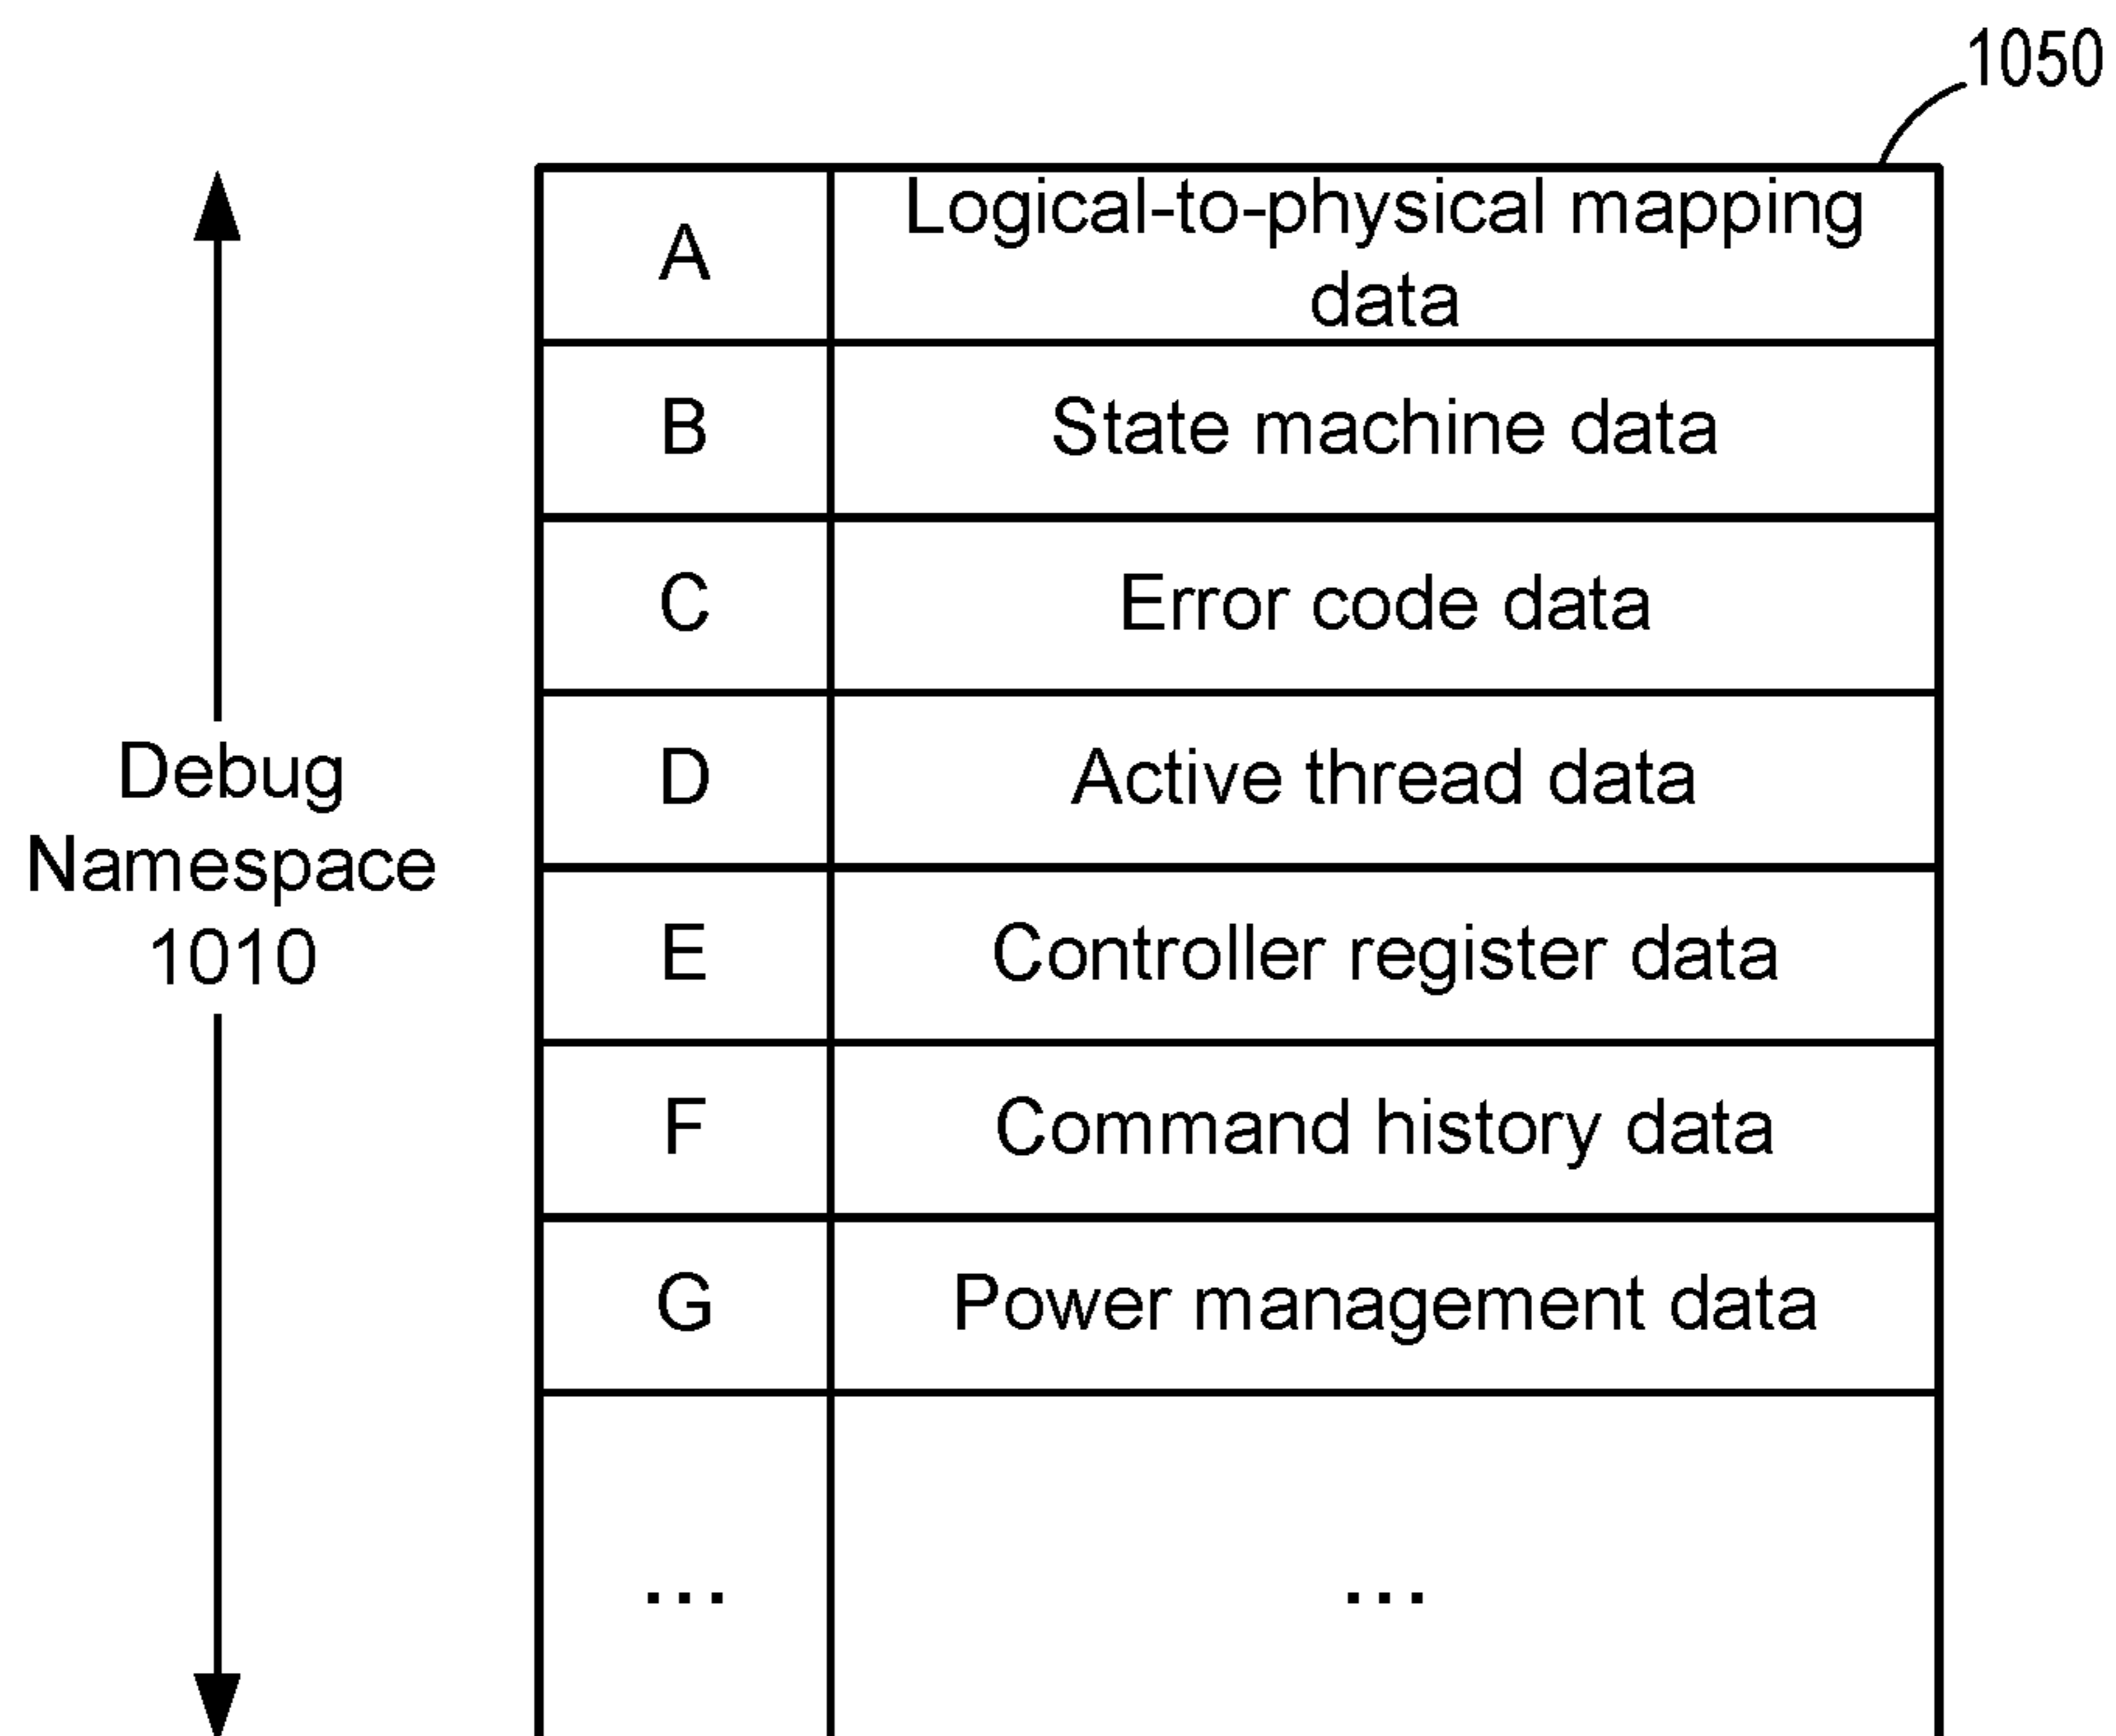 1050
A
Logical-to-physical mapping
data
B
State machine data
C
Error code data
D
Active thread data
Debug
Namespace
1010
E
Controller register data
F
Command history data
G
Power management data
...
...